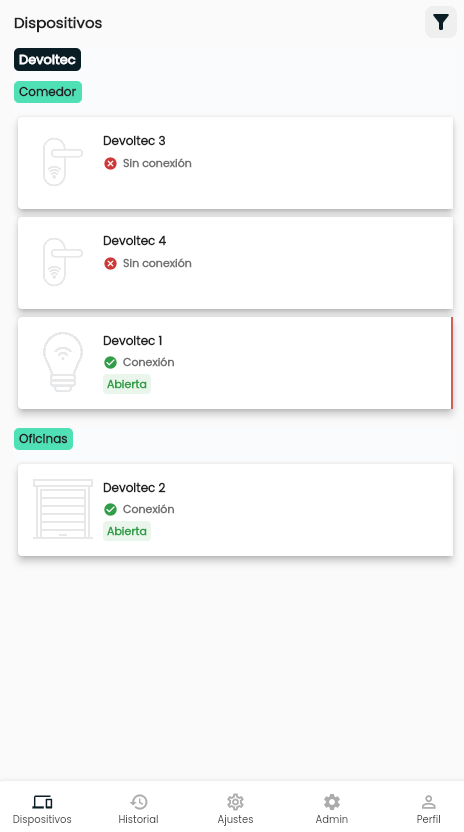 Dispositivos
Devoltec
Comedor
Devoltec 3
Sin conexión
Devoltec 4
Sin conexión
Devoltec 1
Conexión
Abierta
Oficinas
Devoltec 2
Conexión
Abierta
Dispositivos Historial Ajustes Admin Perfil